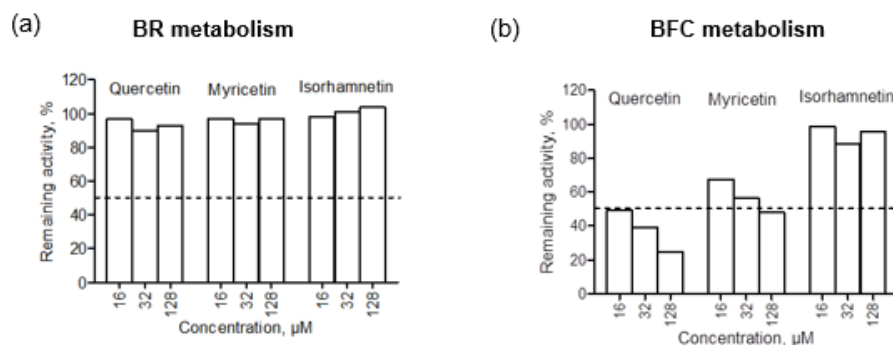 (a)
BR metabolism
120
100
80
60
40
20
0
Remaining activity, %
Quercetin
Myricetin
Isorhamnetin
16
32
128
16
32
128
16
32
128
Concentration, µM
(b)
BFC metabolism
120
100
80
60
40
20
0
Remaining activity, %
Quercetin
Myricetin
Isorhamnetin
16
32
128
16
32
128
16
32
128
Concentration, µM